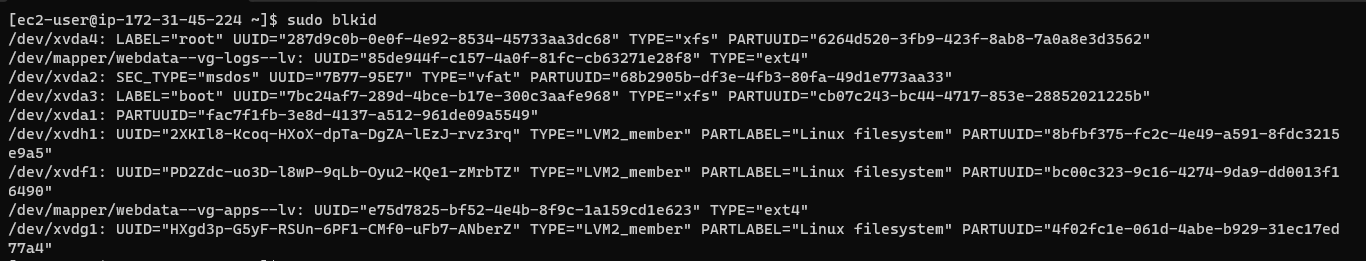 [ec2-user@ip-172-31-45-224 ~]$ sudo blkid
/dev/xvda4: LABEL="root" UUID="287d9c0b-0e0f-4e92-8534-45733aa3dc68" TYPE="xfs" PARTUUID="6264d520-3fb9-423f-8ab8-7a0a8e3d3562"
/dev/mapper/webdata--vg-logs--lv: UUID="85de944f-c157-4a0f-81fc-cb63271e28f8" TYPE="ext4"
/dev/xvda2: SEC_TYPE="msdos" UUID="7B77-95E7" TYPE="vfat" PARTUUID="68b2905b-df3e-4fb3-80fa-49d1e773aa33"
/dev/xvda3: LABEL="boot" UUID="7bc24af7-289d-4bce-b17e-300c3aafe968" TYPE="xfs" PARTUUID="cb07c243-bc44-4717-853e-28852021225b"
/dev/xvda1: PARTUUID="fac7f1fb-3e8d-4137-a512-961de09a5549"
/dev/xvdh1: UUID="2XKIl8-Kcoq-HXoX-dpTa-DgZA-lEzJ-rvz3rq" TYPE="LVM2_member" PARTLABEL="Linux filesystem" PARTUUID="8bfbf375-fc2c-4e49-a591-8fdc3215
e9a5"
/dev/xvdf1: UUID="PD2Zdc-uo3D-l8wP-9qLb-Oyu2-KQe1-zMrbTZ" TYPE="LVM2_member" PARTLABEL="Linux filesystem" PARTUUID="bc00c323-9c16-4274-9da9-dd0013f1
6490"
/dev/mapper/webdata--vg-apps--lv: UUID="e75d7825-bf52-4e4b-8f9c-1a159cd1e623" TYPE="ext4"
/dev/xvdg1: UUID="HXgd3p-G5yF-RSUn-6PF1-CMf0-uFb7-ANberZ" TYPE="LVM2_member" PARTLABEL="Linux filesystem" PARTUUID="4f02fc1e-061d-4abe-b929-31ec17ed
77a4"